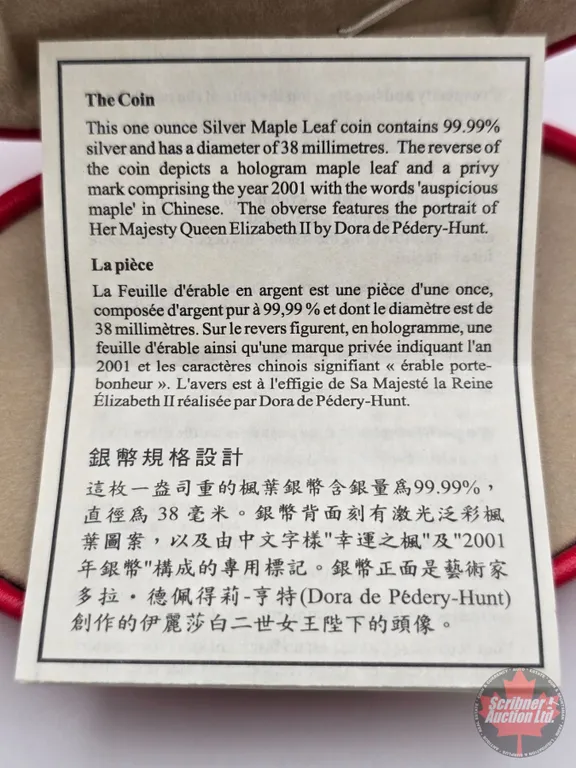 The Coin
This one ounce Silver Maple Leaf coin contains 99.99%
silver and has a diameter of 38 millimetres. The reverse of
the coin depicts a hologram maple leaf and a privy
mark comprising the year 2001 with the words 'auspicious
maple' in Chinese. The obverse features the portrait of
Her Majesty Queen Elizabeth II by Dora de Pédery-Hunt.
La pièce
La Feuille d'érable en argent est une pièce d'une once,
composée d'argent pur à 99,99 % et dont le diamètre est de
38 millimètres. Sur le revers figurent, en hologramme, une
feuille d'érable ainsi qu'une marque privée indiquant l'an
2001 et les caractères chinois signifiant « érable porte-
bonheur ». L'avers est à l'effigie de Sa Majesté la Reine
Élizabeth II réalisée par Dora de Pédery-Hunt.
銀幣規格設計
這枚一盎司重的楓葉銀幣含銀量為99.99%，
直徑為 38 毫米。銀幣背面刻有激光泛彩楓
葉圖案，以及由中文字樣"幸運之楓"及"2001
年銀幣"構成的專用標記。銀幣正面是藝術家
多拉·德佩得莉-亨特(Dora de Pédery-Hunt)
創作的伊麗莎白二世女王陛下的頭像。
Scribner !
Auction Ltd.